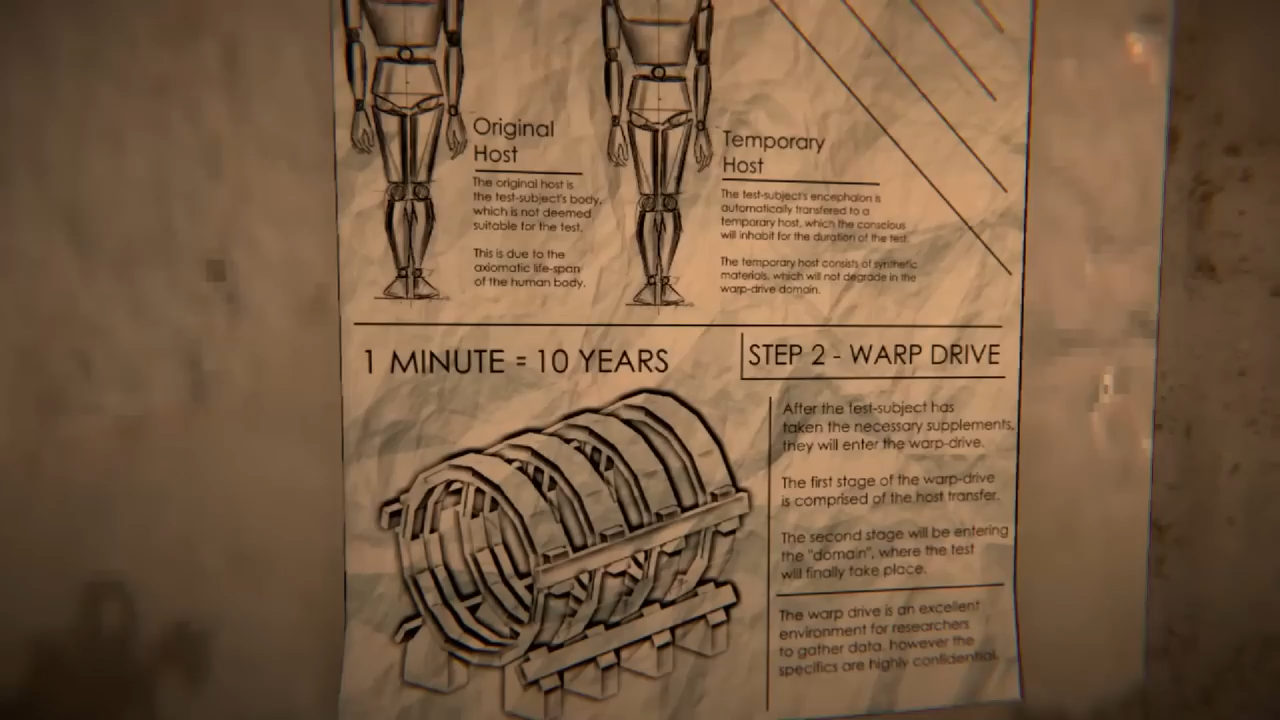 Original
Host
The original host is
the test-subject's body,
which is not deemed
suitable for the test.
This is due to the
axiomatic life-span
of the human body.
Temporary
Host
The test-subject's encephalon is
automatically transfered to a
temporary host, which the conscious
will inhabit for the duration of the test.
The temporary host consists of synthetic
materials, which will not degrade in the
warp-drive domain.
1 MINUTE = 10 YEARS
STEP 2 - WARP DRIVE
After the test-subject has
taken the necessary supplements,
they will enter the warp-drive.
The first stage of the warp-drive
is comprised of the host transfer.
The second stage will be entering
the "domain", where the test
will finally take place.
The warp drive is an excellent
environment for researchers
to gather data, however the
specifics are highly confidential.